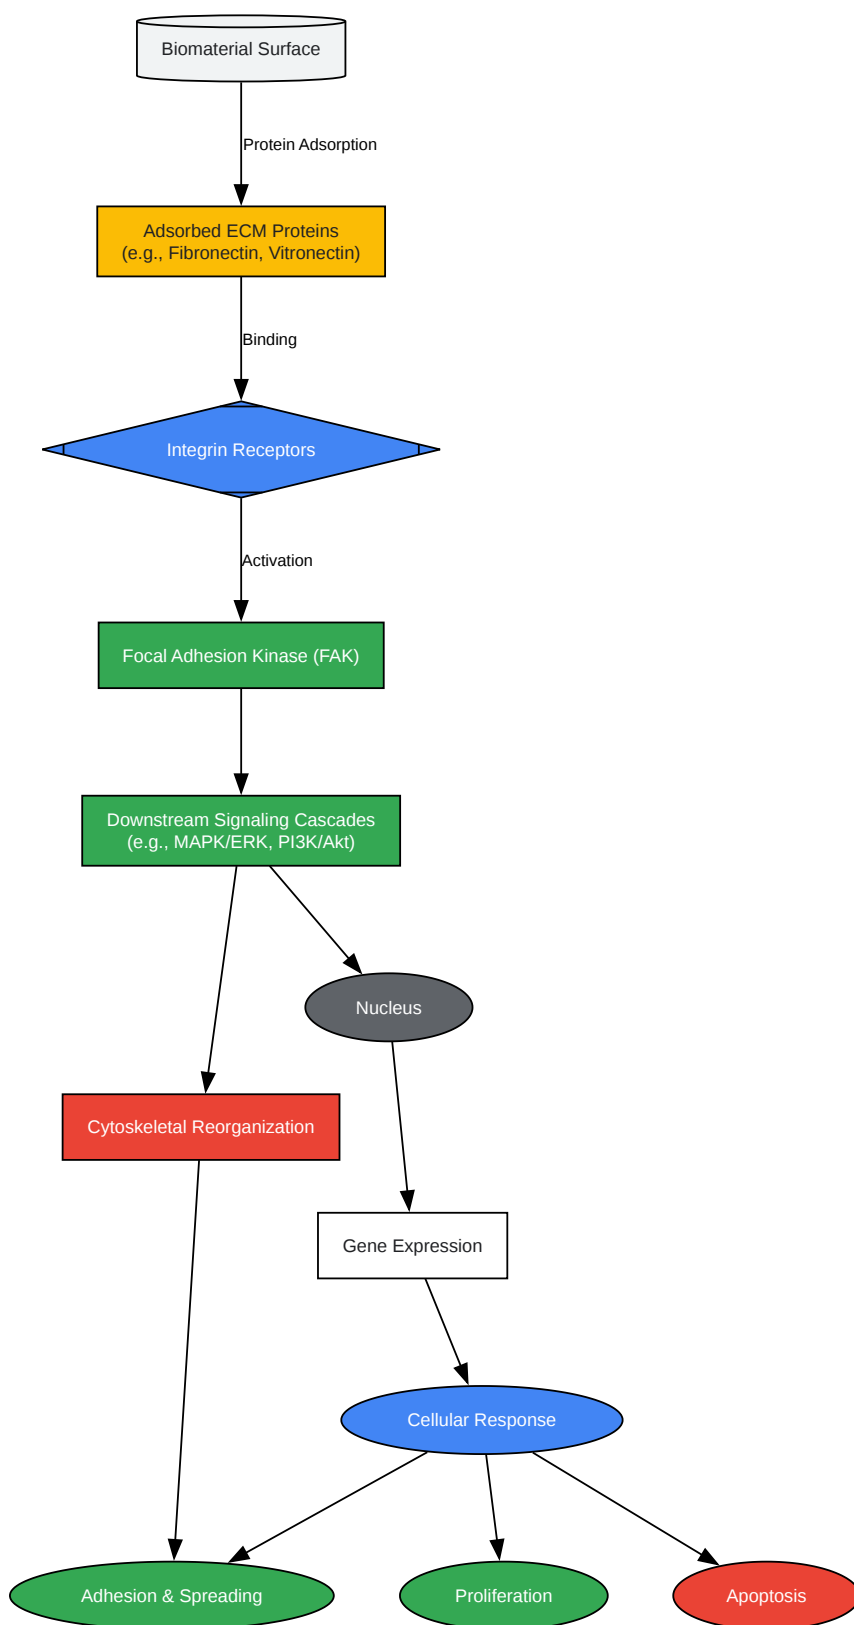 Biomaterial Surface
Protein Adsorption
Adsorbed ECM Proteins
(e.g., Fibronectin, Vitronectin)
Binding
Integrin Receptors
Activation
Focal Adhesion Kinase (FAK)
Downstream Signaling Cascades
(e.g., MAPK/ERK, PI3K/Akt)
Nucleus
Cytoskeletal Reorganization
Gene Expression
Cellular Response
Adhesion & Spreading
Proliferation
Apoptosis